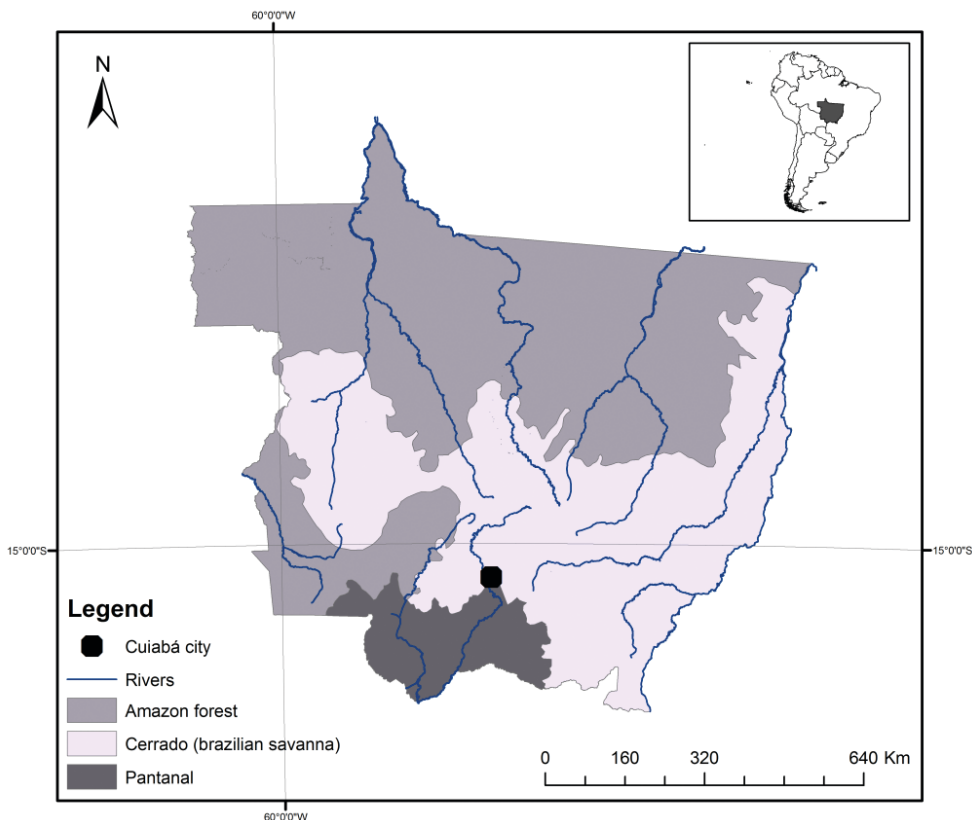 60°0'0"W
N
15°0'0"S
15°0'0"S
Legend
Cuiabá city
Rivers
Amazon forest
Cerrado (brazilian savanna)
Pantanal
0 160 320 640 Km
60°0'0"W